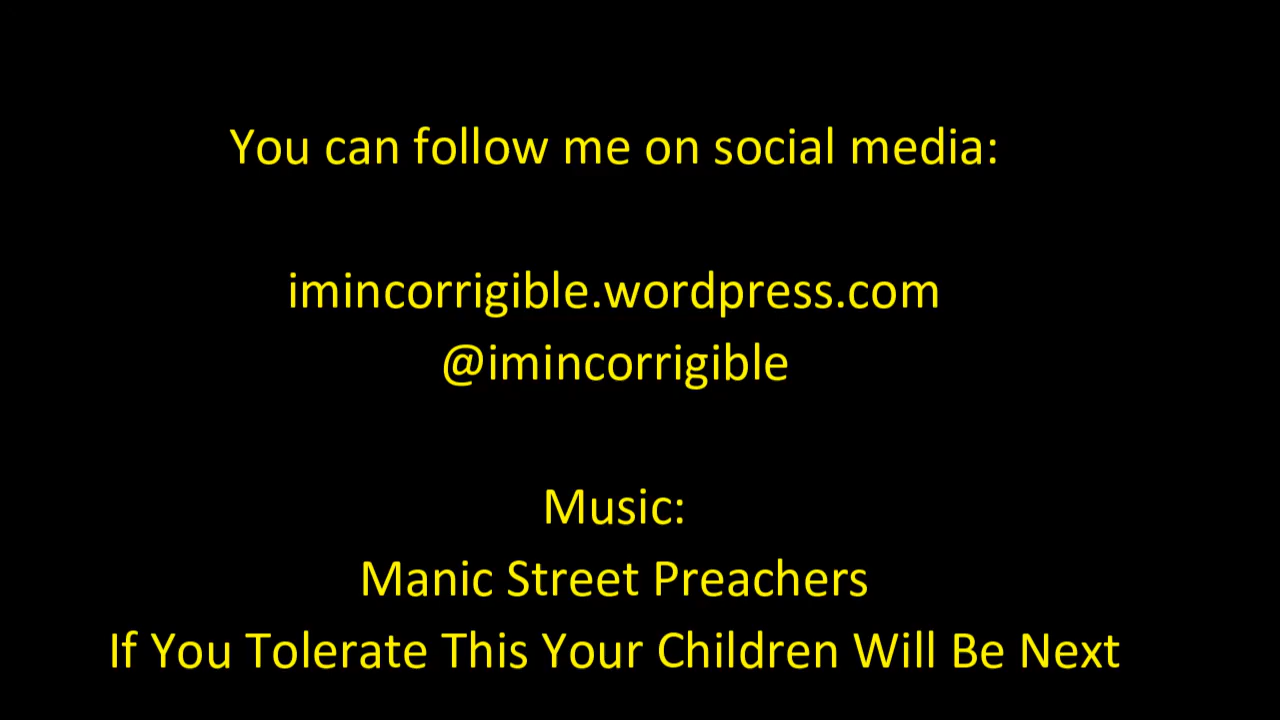 You can follow me on social media:
imincorrigible.wordpress.com
@imincorrigible
Music:
Manic Street Preachers
If You Tolerate This Your Children Will Be Next